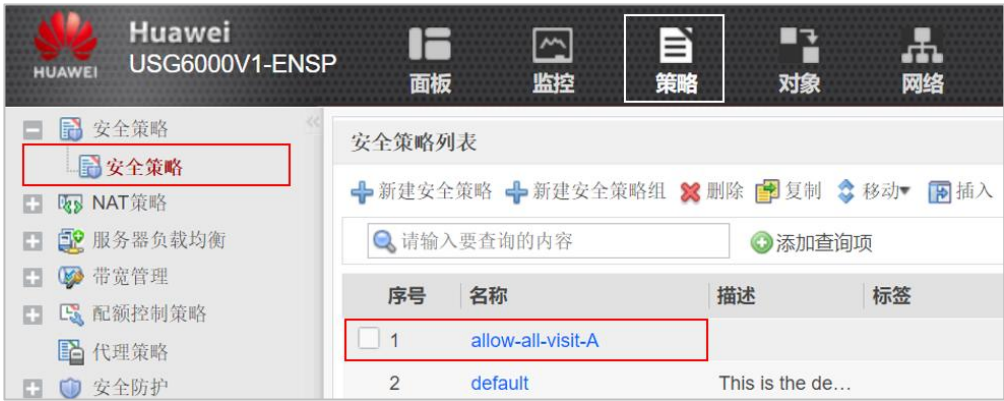 Huawei
USG6000V1-ENSP
HUAWEI
面板 监控 策略 对象 网络
安全策略
安全策略
NAT策略
服务器负载均衡
带宽管理
配额控制策略
代理策略
安全防护
安全策略列表
新建安全策略 新建安全策略组 删除 复制 移动 插入
请输入要查询的内容 添加查询项
序号 名称 描述 标签
1 allow-all-visit-A
2 default This is the de...